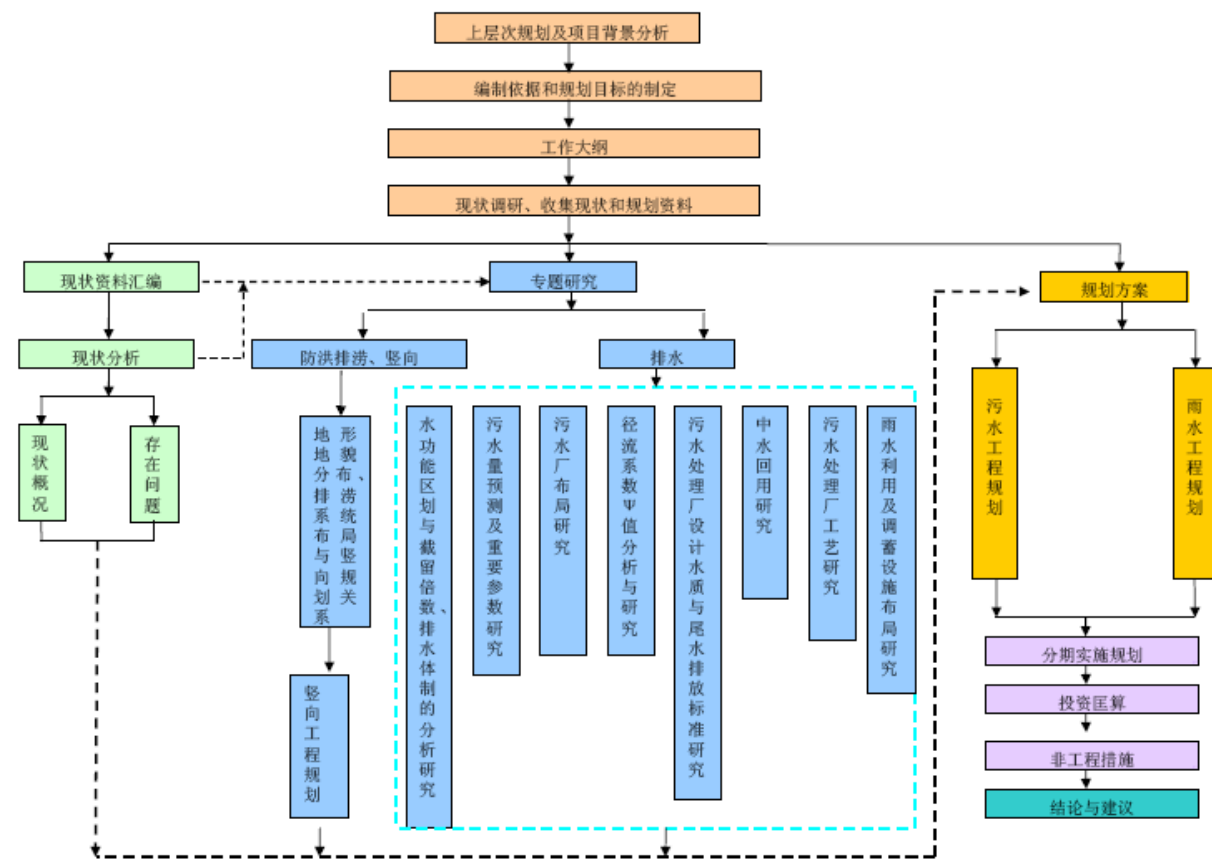 上层次规划及项目背景分析
编制依据和规划目标的制定
工作大纲
现状调研、收集现状和规划资料
现状资料汇编
专题研究
规划方案
现状分析
防洪排涝、竖向
排水
现状概况
存在问题
地形
地貌
分布、
排涝
系统
布局
与竖
向规
划关
系
竖向工程规划
水功能区划与截留倍数、排水体制的分析研究
污水量预测及重要参数研究
污水厂布局研究
径流系数Ψ值分析与研究
污水处理厂设计水质与尾水排放标准研究
中水回用研究
污水处理厂工艺研究
雨水利用及调蓄设施布局研究
污水工程规划
雨水工程规划
分期实施规划
投资匡算
非工程措施
结论与建议